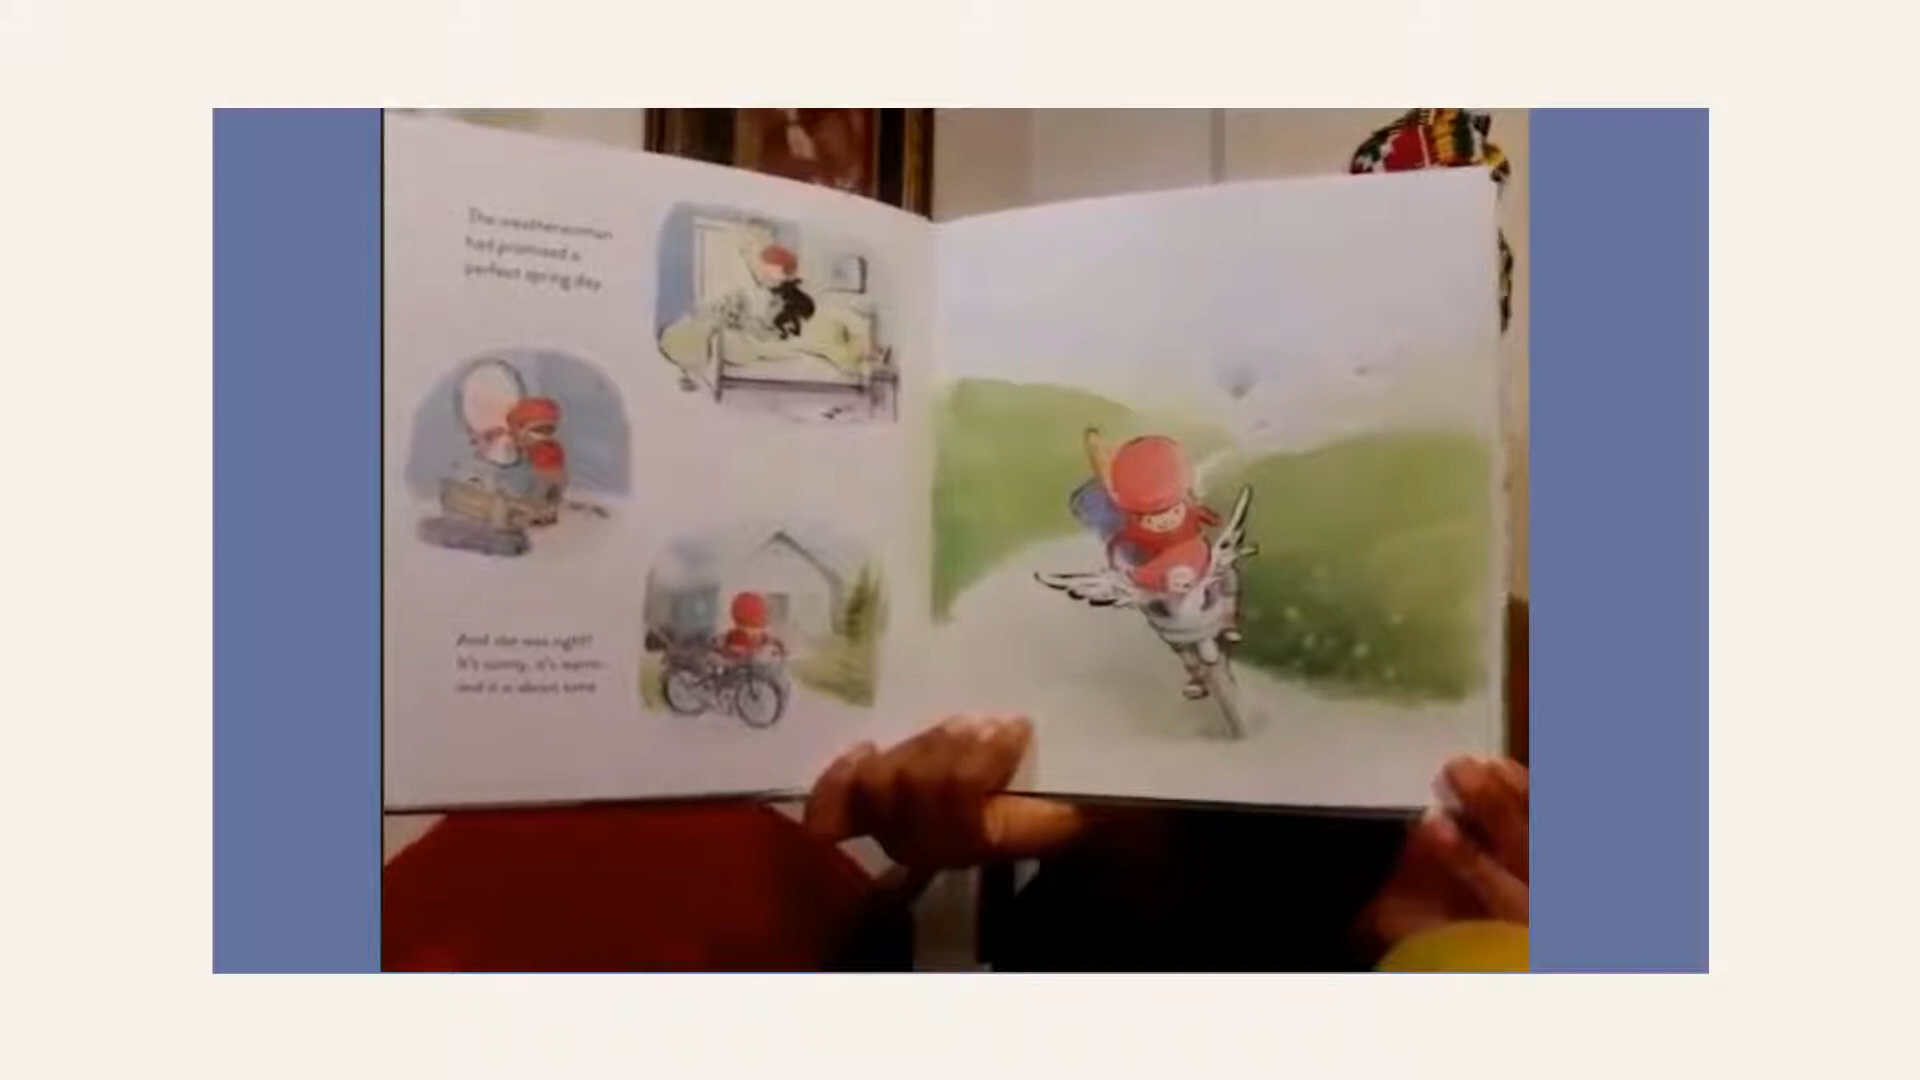 The weatherwoman
had promised a
perfect spring day
And she was right!
It's sunny, it's warm—
and it is about time